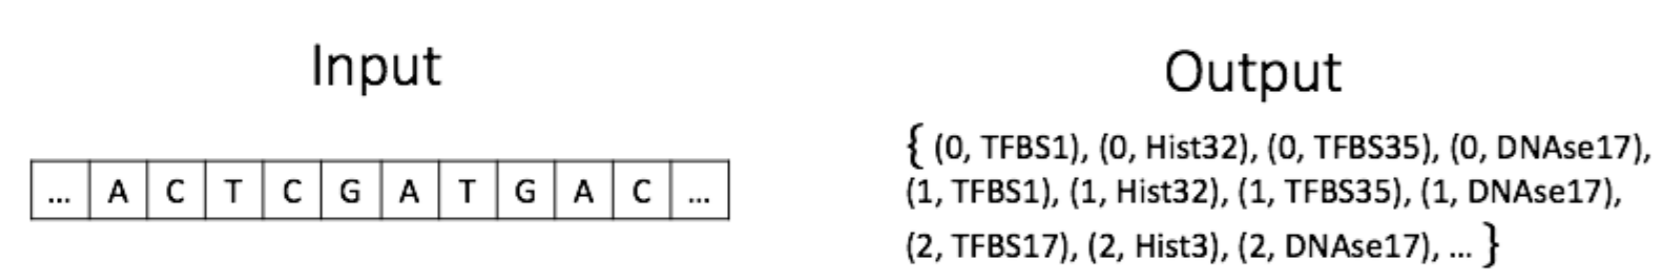 Input
Output
... A C T C G A T G A C ...
{ (0, TFBS1), (0, Hist32), (0, TFBS35), (0, DNAse17),
(1, TFBS1), (1, Hist32), (1, TFBS35), (1, DNAse17),
(2, TFBS17), (2, Hist3), (2, DNAse17), ... }